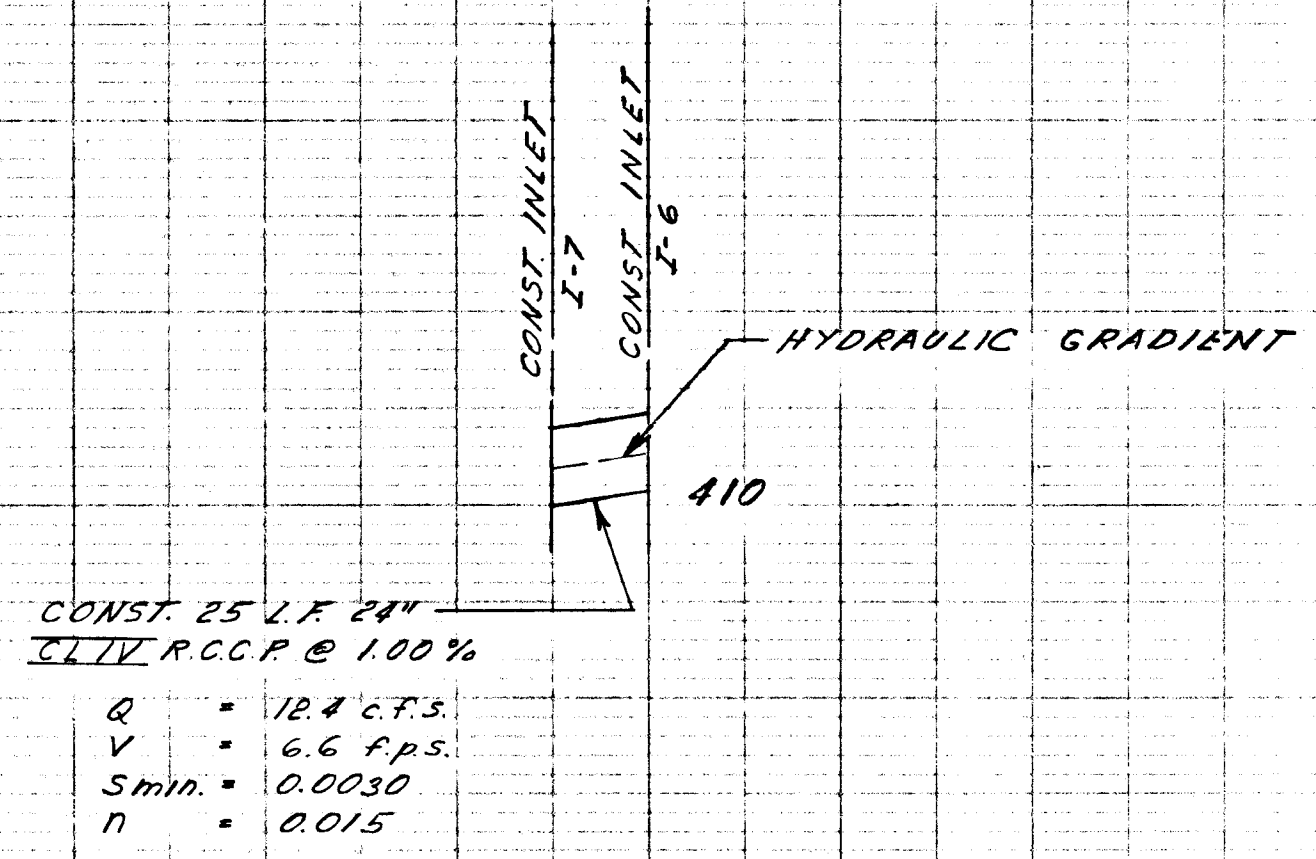 CONST. INLET
I-7
CONST INLET
I-6
HYDRAULIC GRADIENT
410
CONST. 25 L.F. 24"
CL IV R.C.C.P. @ 1.00 %
Q = 12.4 c.f.s.
V = 6.6 f.p.s.
Smin. = 0.0030
n = 0.015